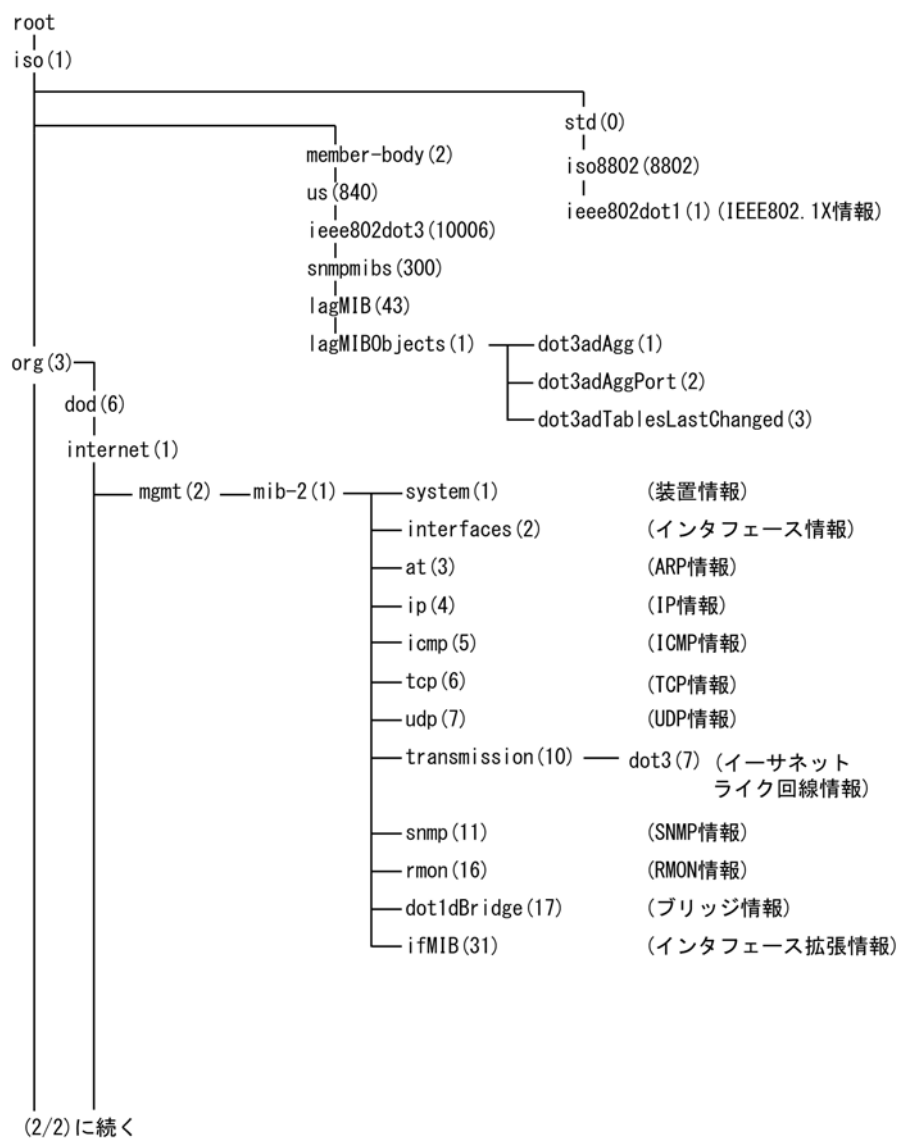 root
iso(1)
std(0)
member-body(2)
iso8802(8802)
us(840)
ieee802dot1(1)(IEEE802.1X情報)
ieee802dot3(10006)
snmpmibs(300)
lagMIB(43)
lagMIBObjects(1) dot3adAgg(1)
org(3)
dot3adAggPort(2)
dod(6)
dot3adTablesLastChanged(3)
internet(1)
mgmt(2) mib-2(1) system(1) (装置情報)
interfaces(2) (インタフェース情報)
at(3) (ARP情報)
ip(4) (IP情報)
icmp(5) (ICMP情報)
tcp(6) (TCP情報)
udp(7) (UDP情報)
transmission(10) dot3(7) (イーサネット
ライク回線情報)
snmp(11) (SNMP情報)
rmon(16) (RMON情報)
dot1dBridge(17) (ブリッジ情報)
ifMIB(31) (インタフェース拡張情報)
(2/2)に続く